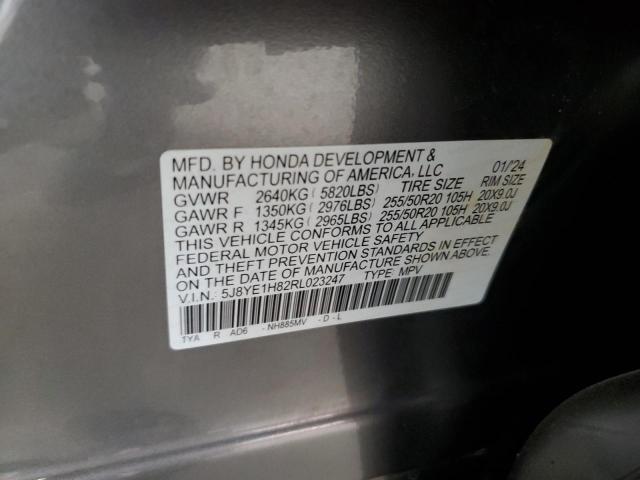 MFD. BY HONDA DEVELOPMENT & 01/24
MANUFACTURING OF AMERICA, LLC
GVWR 2640KG (5820LBS) TIRE SIZE RIM SIZE
GAWR F 1350KG (2976LBS) 255/50R20 105H 20X9.0J
GAWR R 1345KG (2965LBS) 255/50R20 105H 20X9.0J
THIS VEHICLE CONFORMS TO ALL APPLICABLE
FEDERAL MOTOR VEHICLE SAFETY
AND THEFT PREVENTION STANDARDS IN EFFECT
ON THE DATE OF MANUFACTURE SHOWN ABOVE.
V.I.N.: 5J8YE1H82RL023247 TYPE: MPV
TYA R AD6 -NH885MV -D-L